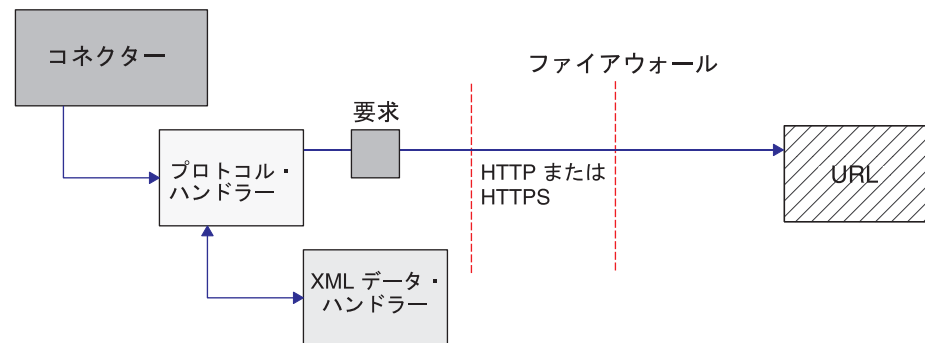 コネクター
ファイアウォール
要求
プロトコル・
ハンドラー
HTTP または
HTTPS
URL
XML データ・
ハンドラー